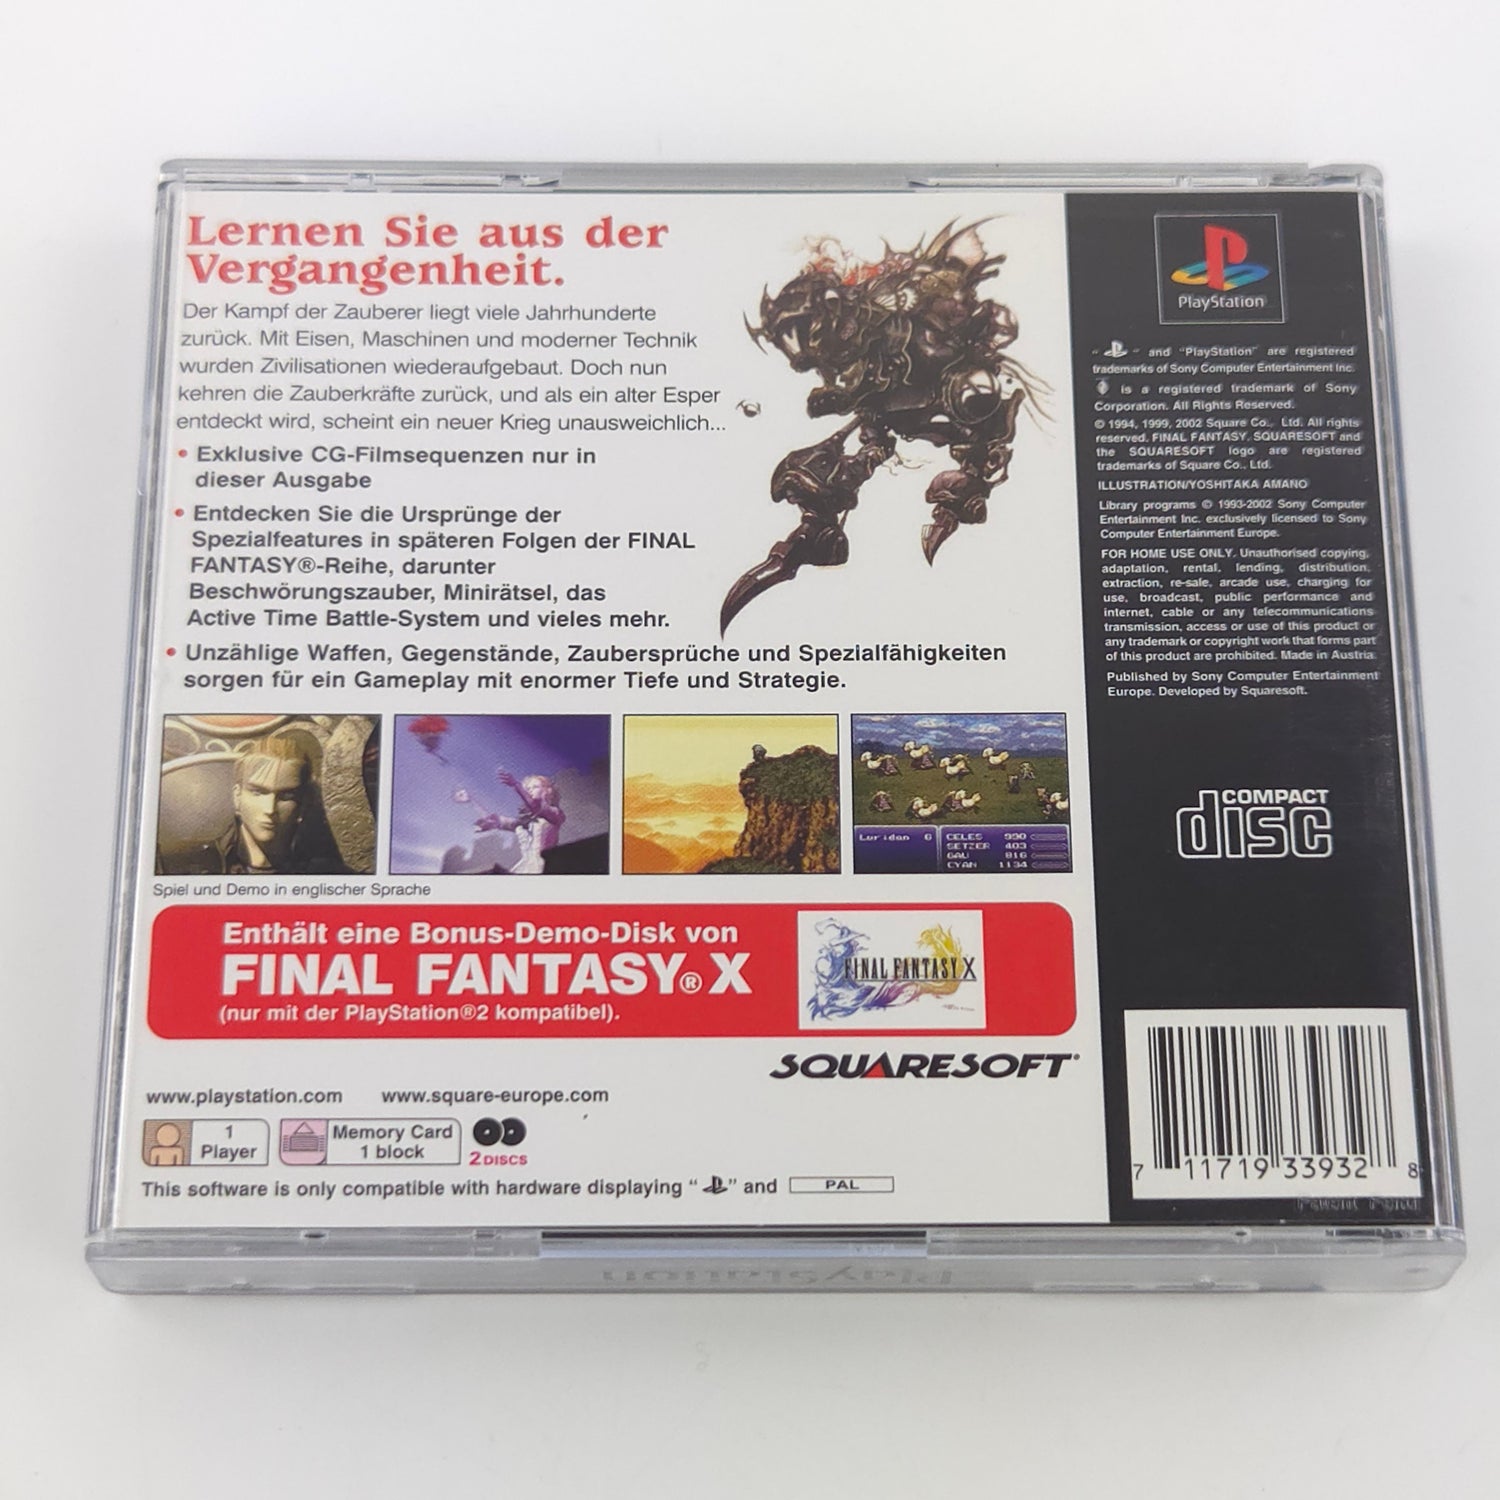 Lernen Sie aus der
Vergangenheit.
Der Kampf der Zauberer liegt viele Jahrhunderte
zurück. Mit Eisen, Maschinen und moderner Technik
wurden Zivilisationen wiederaufgebaut. Doch nun
kehren die Zauberkräfte zurück, und als ein alter Esper
entdeckt wird, scheint ein neuer Krieg unausweichlich...
• Exklusive CG-Filmsequenzen nur in
dieser Ausgabe
• Entdecken Sie die Ursprünge der
Spezialfeatures in späteren Folgen der FINAL
FANTASY®-Reihe, darunter
Beschwörungszauber, Minirätsel, das
Active Time Battle-System und vieles mehr.
• Unzählige Waffen, Gegenstände, Zaubersprüche und Spezialfähigkeiten
sorgen für ein Gameplay mit enormer Tiefe und Strategie.
Luridan 6
CELES 990
SETZER 403
GAU 816
CYAN 1134
Spiel und Demo in englischer Sprache
Enthält eine Bonus-Demo-Disk von
FINAL FANTASY® X
(nur mit der PlayStation®2 kompatibel).
FINAL FANTASY X
SQUARESOFT
www.playstation.com www.square-europe.com
1
Player
Memory Card
1 block
2 DISCS
This software is only compatible with hardware displaying “ ” and PAL
PlayStation
“ ” and “PlayStation” are registered
trademarks of Sony Computer Entertainment Inc.
is a registered trademark of Sony
Corporation. All Rights Reserved.
© 1994, 1999, 2002 Square Co., Ltd. All rights
reserved. FINAL FANTASY, SQUARESOFT and
the SQUARESOFT logo are registered
trademarks of Square Co., Ltd.
ILLUSTRATION/YOSHITAKA AMANO
Library programs © 1993-2002 Sony Computer
Entertainment Inc. exclusively licensed to Sony
Computer Entertainment Europe.
FOR HOME USE ONLY. Unauthorised copying,
adaptation, rental, lending, distribution,
extraction, re-sale, arcade use, charging for
use, broadcast, public performance and
internet, cable or any telecommunications
transmission, access or use of this product or
any trademark or copyright work that forms part
of this product are prohibited. Made in Austria.
Published by Sony Computer Entertainment
Europe. Developed by Squaresoft.
COMPACT
disc
7 11719 33932 8
PlayStation